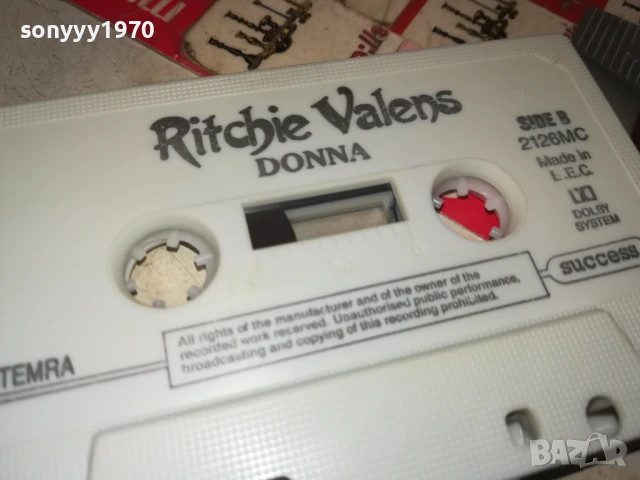 sonyyy1970
Ritchie Valens
DONNA
SIDE B
2126MC
Made in
E.E.C.
DOLBY
SYSTEM
success
All rights of the manufacturer and of the owner of the
recorded work reserved. Unauthorised public performance,
broadcasting and copying of this recording prohibited.
TEMRA
BAZAR